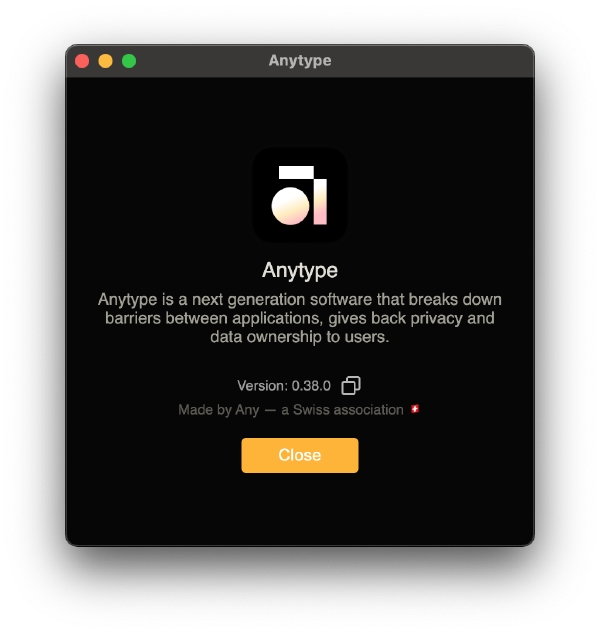 Anytype
Anytype
Anytype is a next generation software that breaks down
barriers between applications, gives back privacy and
data ownership to users.
Version: 0.38.0
Made by Any — a Swiss association 🇨🇭
Close